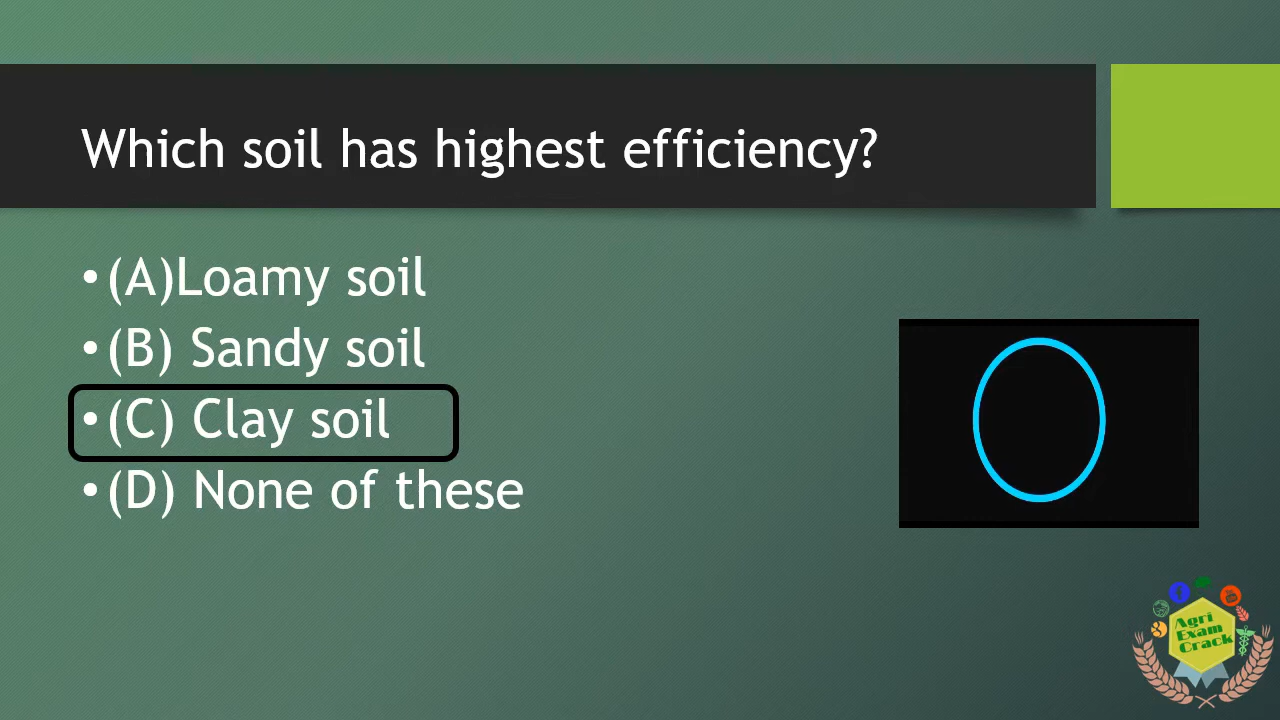 Which soil has highest efficiency?
• (A)Loamy soil
• (B) Sandy soil
• (C) Clay soil
• (D) None of these
Agri
Exam
Crack